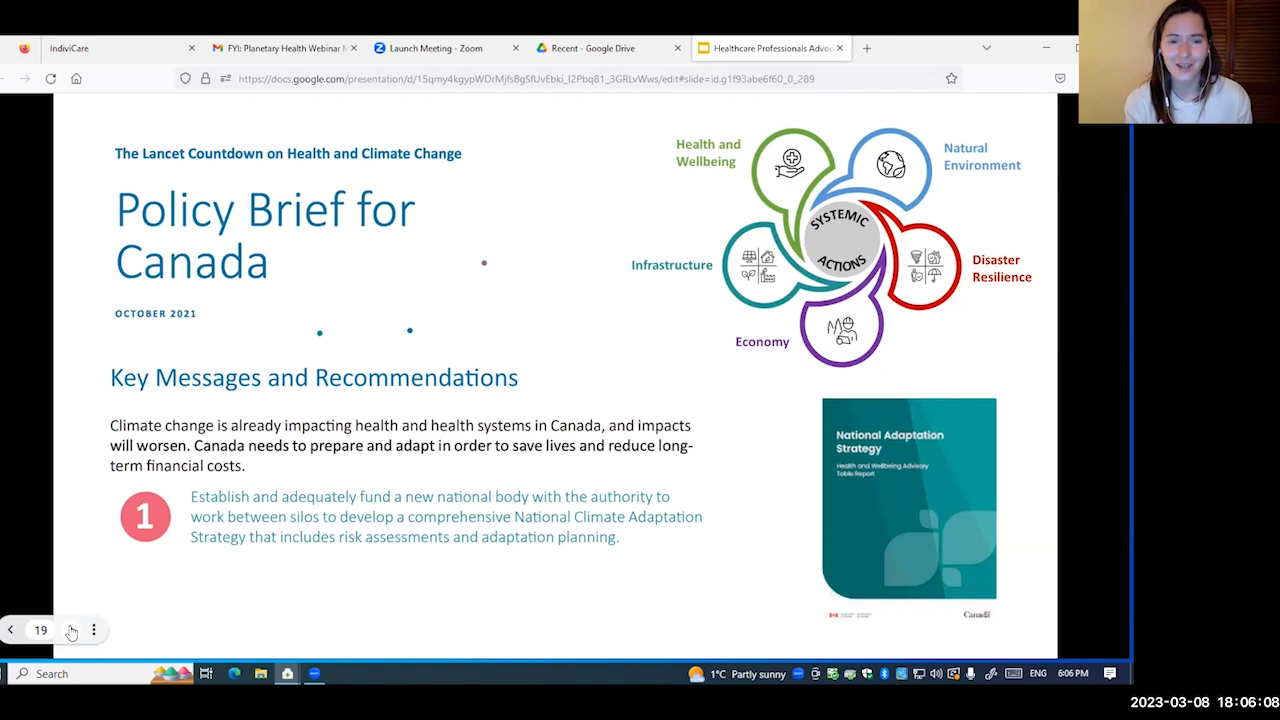 IndiviCare
FYI: Planetary Health Webinar M
Launch Meeting - Zoom
Recent - Google Drive
Healthcare Professionals Advoc
https://docs.google.com/presentation/d/15qmy4kgypWDrMjfsBgSfUvEbki_I2Pbq81_3GRLvWws/edit#slide=id.g1f93abe6f60_0_289
The Lancet Countdown on Health and Climate Change
Policy Brief for
Canada
OCTOBER 2021
Health and
Wellbeing
Natural
Environment
SYSTEMIC
ACTIONS
Infrastructure
Disaster
Resilience
Economy
Key Messages and Recommendations
Climate change is already impacting health and health systems in Canada, and impacts
will worsen. Canada needs to prepare and adapt in order to save lives and reduce long-
term financial costs.
1
Establish and adequately fund a new national body with the authority to
work between silos to develop a comprehensive National Climate Adaptation
Strategy that includes risk assessments and adaptation planning.
National Adaptation
Strategy
Health and Wellbeing Advisory
Table Report
Canada
19
Search
1°C Partly sunny
ENG
6:06 PM
2023-03-08 18:06:08